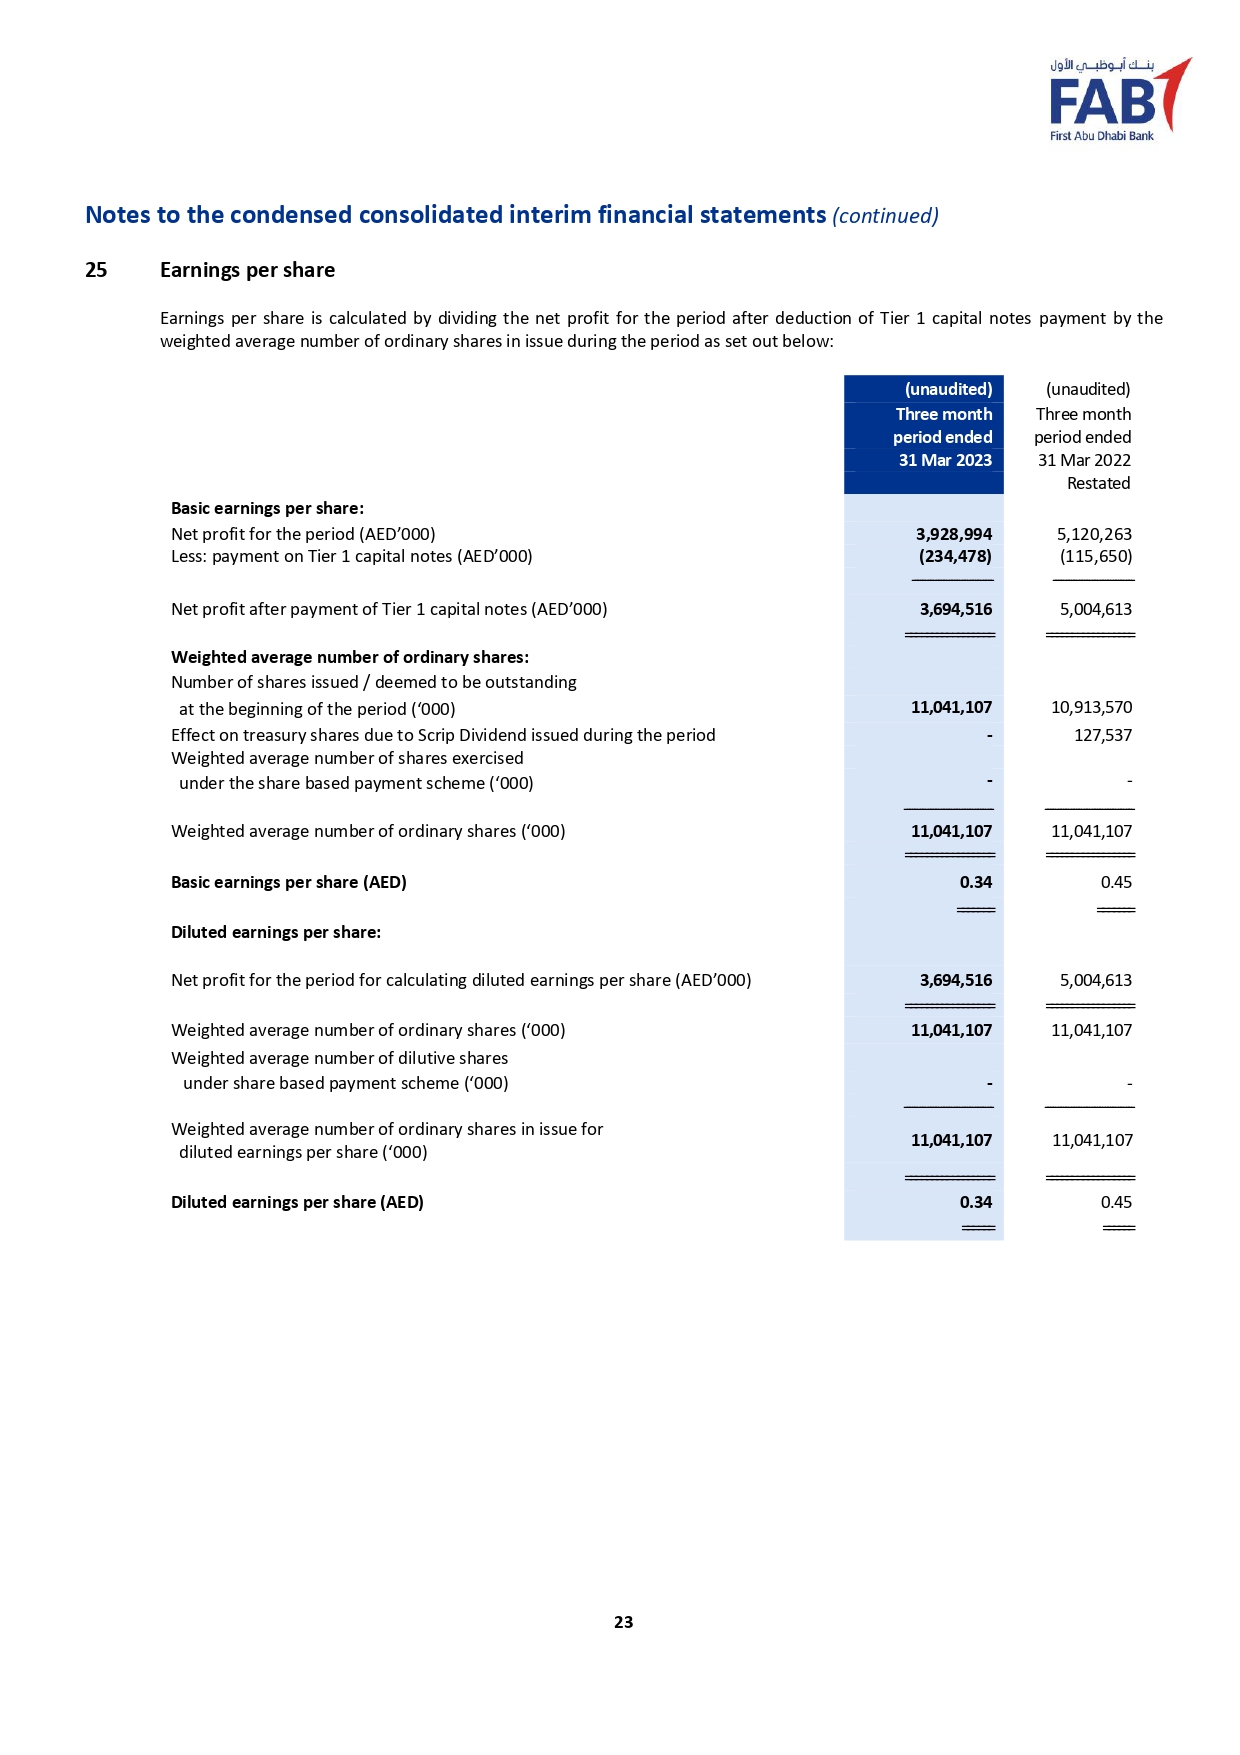 بنك أبوظبي الأول
FAB
First Abu Dhabi Bank
Notes to the condensed consolidated interim financial statements (continued)
25 Earnings per share
Earnings per share is calculated by dividing the net profit for the period after deduction of Tier 1 capital notes payment by the
weighted average number of ordinary shares in issue during the period as set out below:
(unaudited) (unaudited)
Three month Three month
period ended period ended
31 Mar 2023 31 Mar 2022
Restated
Basic earnings per share:
Net profit for the period (AED’000) 3,928,994 5,120,263
Less: payment on Tier 1 capital notes (AED’000) (234,478) (115,650)
Net profit after payment of Tier 1 capital notes (AED’000) 3,694,516 5,004,613
Weighted average number of ordinary shares:
Number of shares issued / deemed to be outstanding
at the beginning of the period (‘000) 11,041,107 10,913,570
Effect on treasury shares due to Scrip Dividend issued during the period - 127,537
Weighted average number of shares exercised
under the share based payment scheme (‘000) - -
Weighted average number of ordinary shares (‘000) 11,041,107 11,041,107
Basic earnings per share (AED) 0.34 0.45
Diluted earnings per share:
Net profit for the period for calculating diluted earnings per share (AED’000) 3,694,516 5,004,613
Weighted average number of ordinary shares (‘000) 11,041,107 11,041,107
Weighted average number of dilutive shares
under share based payment scheme (‘000) - -
Weighted average number of ordinary shares in issue for
diluted earnings per share (‘000) 11,041,107 11,041,107
Diluted earnings per share (AED) 0.34 0.45
23